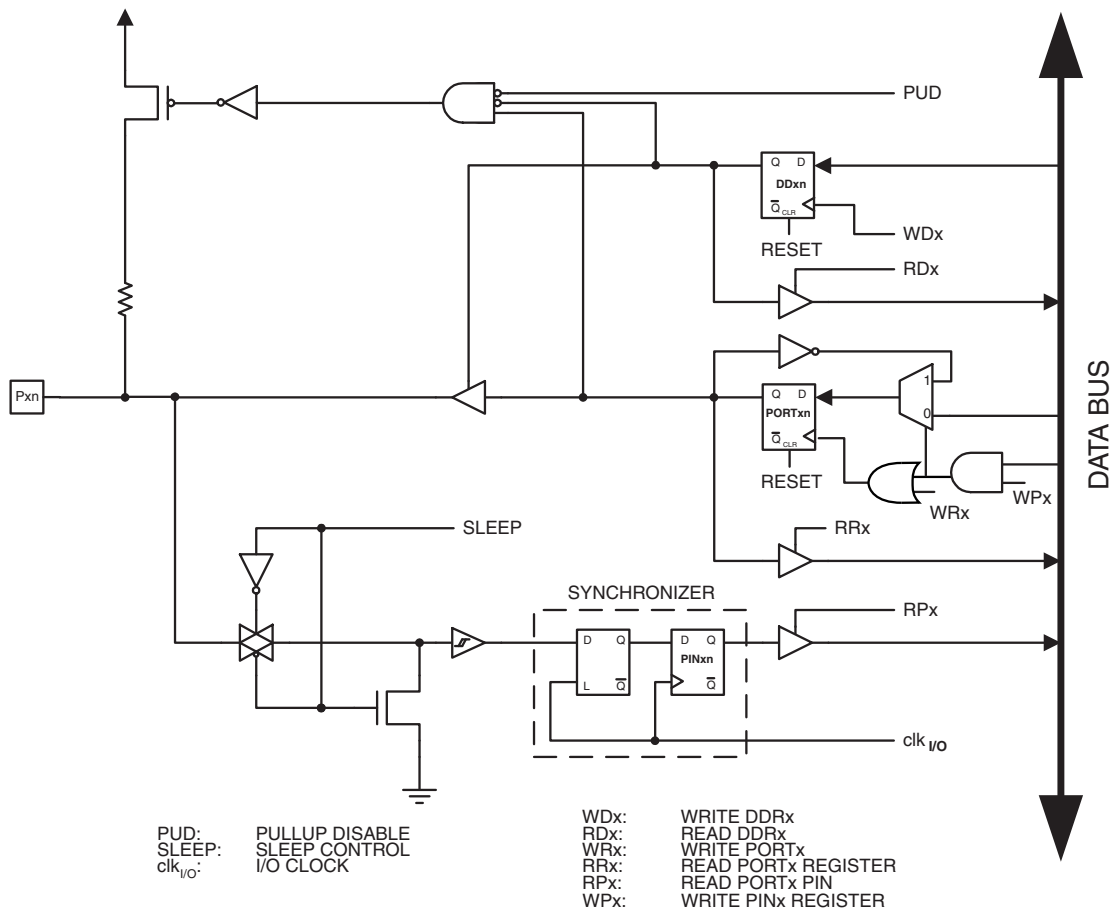 PUD
Q D
DDxn
Q CLR
WDx
RESET
RDx
Pxn
1
Q D
PORTxn
0
Q CLR
RESET
WRx
WPx
DATA BUS
SLEEP
RRx
SYNCHRONIZER
RPx
D Q
L Q
D Q
PINxn
Q
clk I/O
PUD: PULLUP DISABLE
SLEEP: SLEEP CONTROL
clkI/O: I/O CLOCK
WDx: WRITE DDRx
RDx: READ DDRx
WRx: WRITE PORTx
RRx: READ PORTx REGISTER
RPx: READ PORTx PIN
WPx: WRITE PINx REGISTER